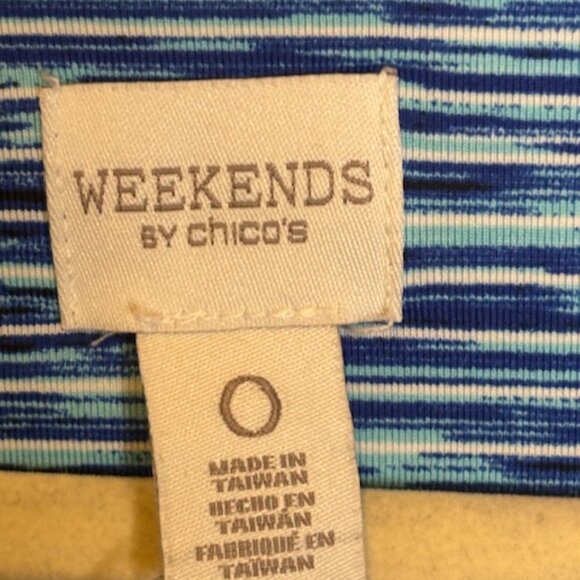 WEEKENDS
BY chico's
0
MADE IN
TAIWAN
HECHO EN
TAIWÁN
FABRIQUÉ EN
TAIWAN